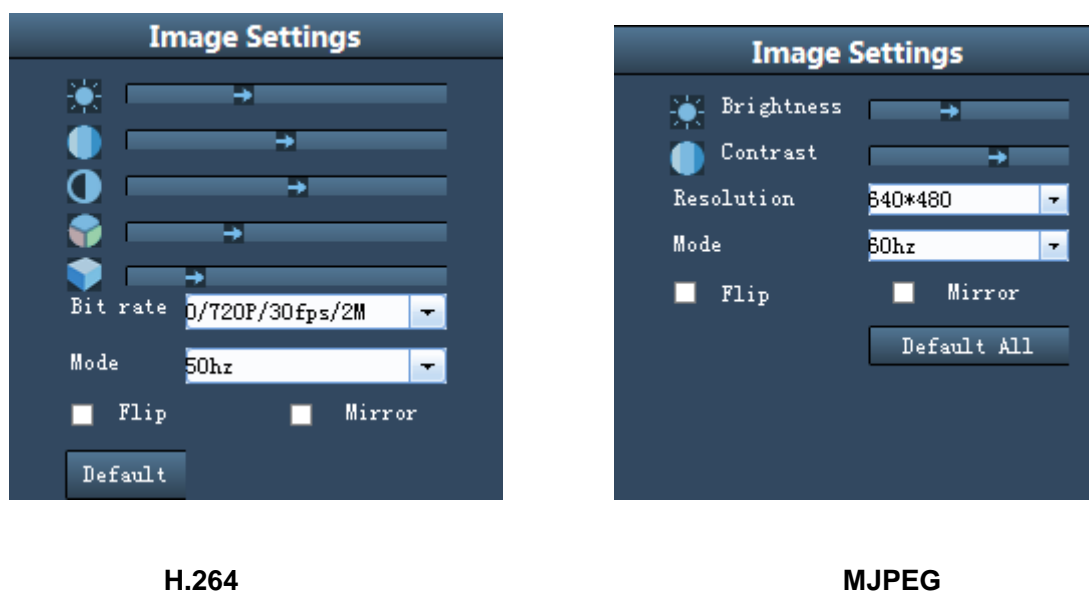 Image Settings
Bit rate 0/720P/30fps/2M
Mode 50hz
Flip Mirror
Default
H.264
Image Settings
Brightness
Contrast
Resolution 640*480
Mode 60hz
Flip Mirror
Default All
MJPEG